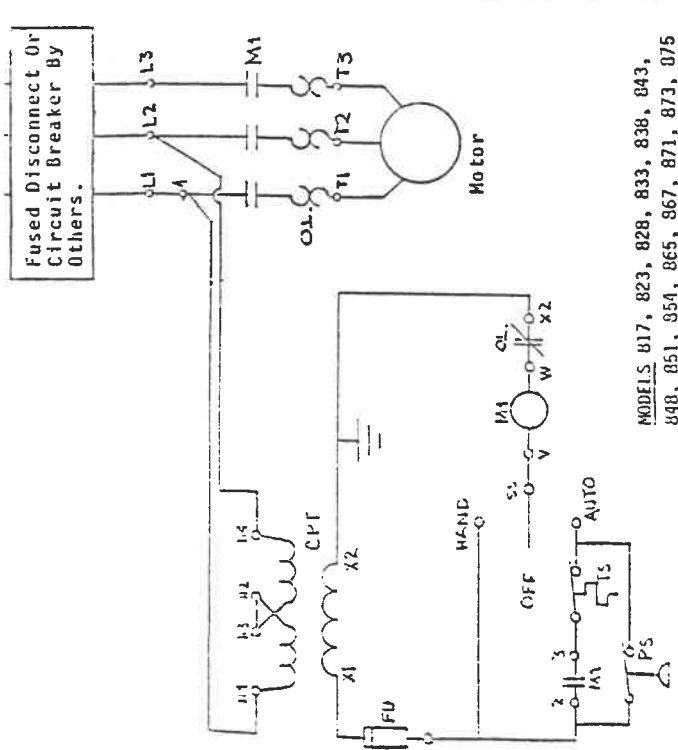 Fused Disconnect Or
Circuit Breaker By
Others.
L1
L2
L3
M1
OL.
T1
T2
T3
Motor
H1
H3
H2
H4
CPT
X1
X2
FU
HAND
OFF
AUTO
SS
V
M1
W
OL.
X2
2
M1
3
TS
PS
MODELS 817, 823, 828, 833, 838, 843,
848, 851, 854, 865, 867, 871, 873, 875